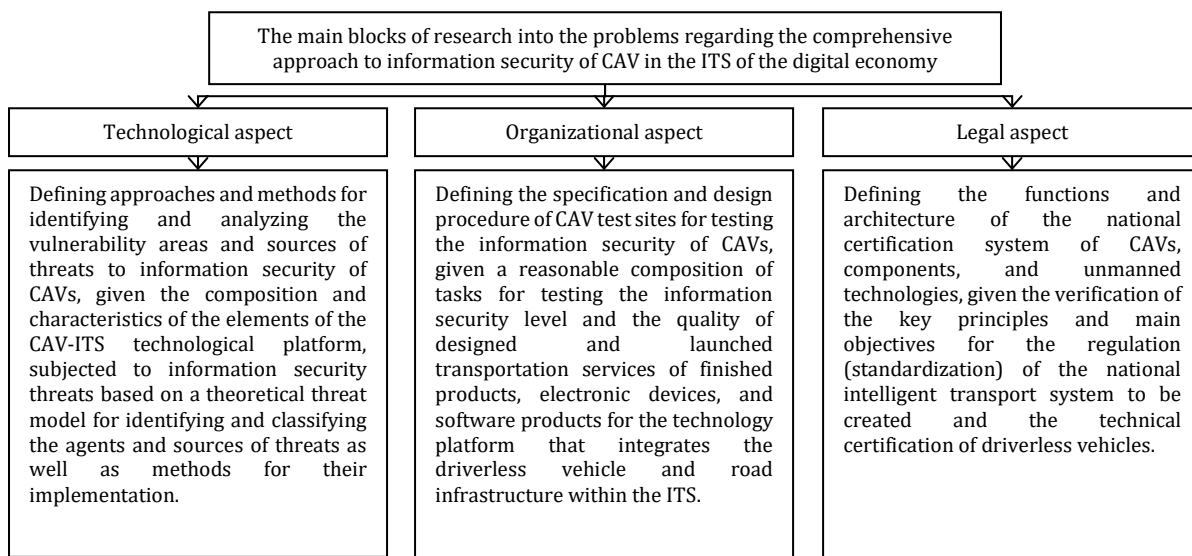 The main blocks of research into the problems regarding the comprehensive
approach to information security of CAV in the ITS of the digital economy
Technological aspect
Organizational aspect
Legal aspect
Defining approaches and methods for
identifying and analyzing the
vulnerability areas and sources of
threats to information security of
CAVs, given the composition and
characteristics of the elements of the
CAV-ITS technological platform,
subjected to information security
threats based on a theoretical threat
model for identifying and classifying
the agents and sources of threats as
well as methods for their
implementation.
Defining the specification and design
procedure of CAV test sites for testing
the information security of CAVs,
given a reasonable composition of
tasks for testing the information
security level and the quality of
designed and launched
transportation services of finished
products, electronic devices, and
software products for the technology
platform that integrates the
driverless vehicle and road
infrastructure within the ITS.
Defining the functions and
architecture of the national
certification system of CAVs,
components, and unmanned
technologies, given the verification of
the key principles and main
objectives for the regulation
(standardization) of the national
intelligent transport system to be
created and the technical
certification of driverless vehicles.